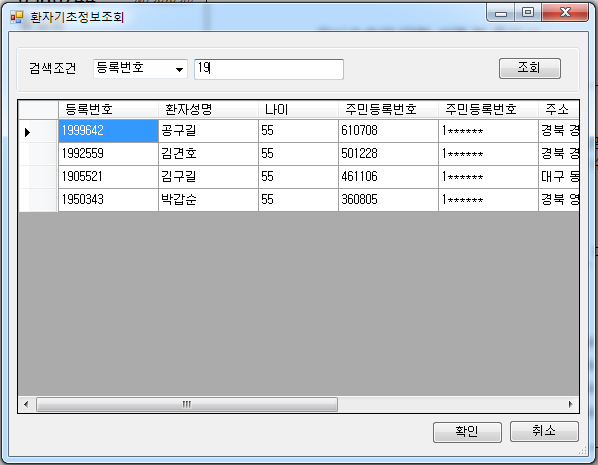 환자기초정보조회
검색조건 등록번호 19 조회
등록번호 환자성명 나이 주민등록번호 주민등록번호 주소
1999642 공구길 55 610708 1****** 경북 경
1992559 김견호 55 501228 1****** 경북 경
1905521 김구길 55 461106 1****** 대구 동
1950343 박갑순 55 360805 1****** 경북 영
확인 취소